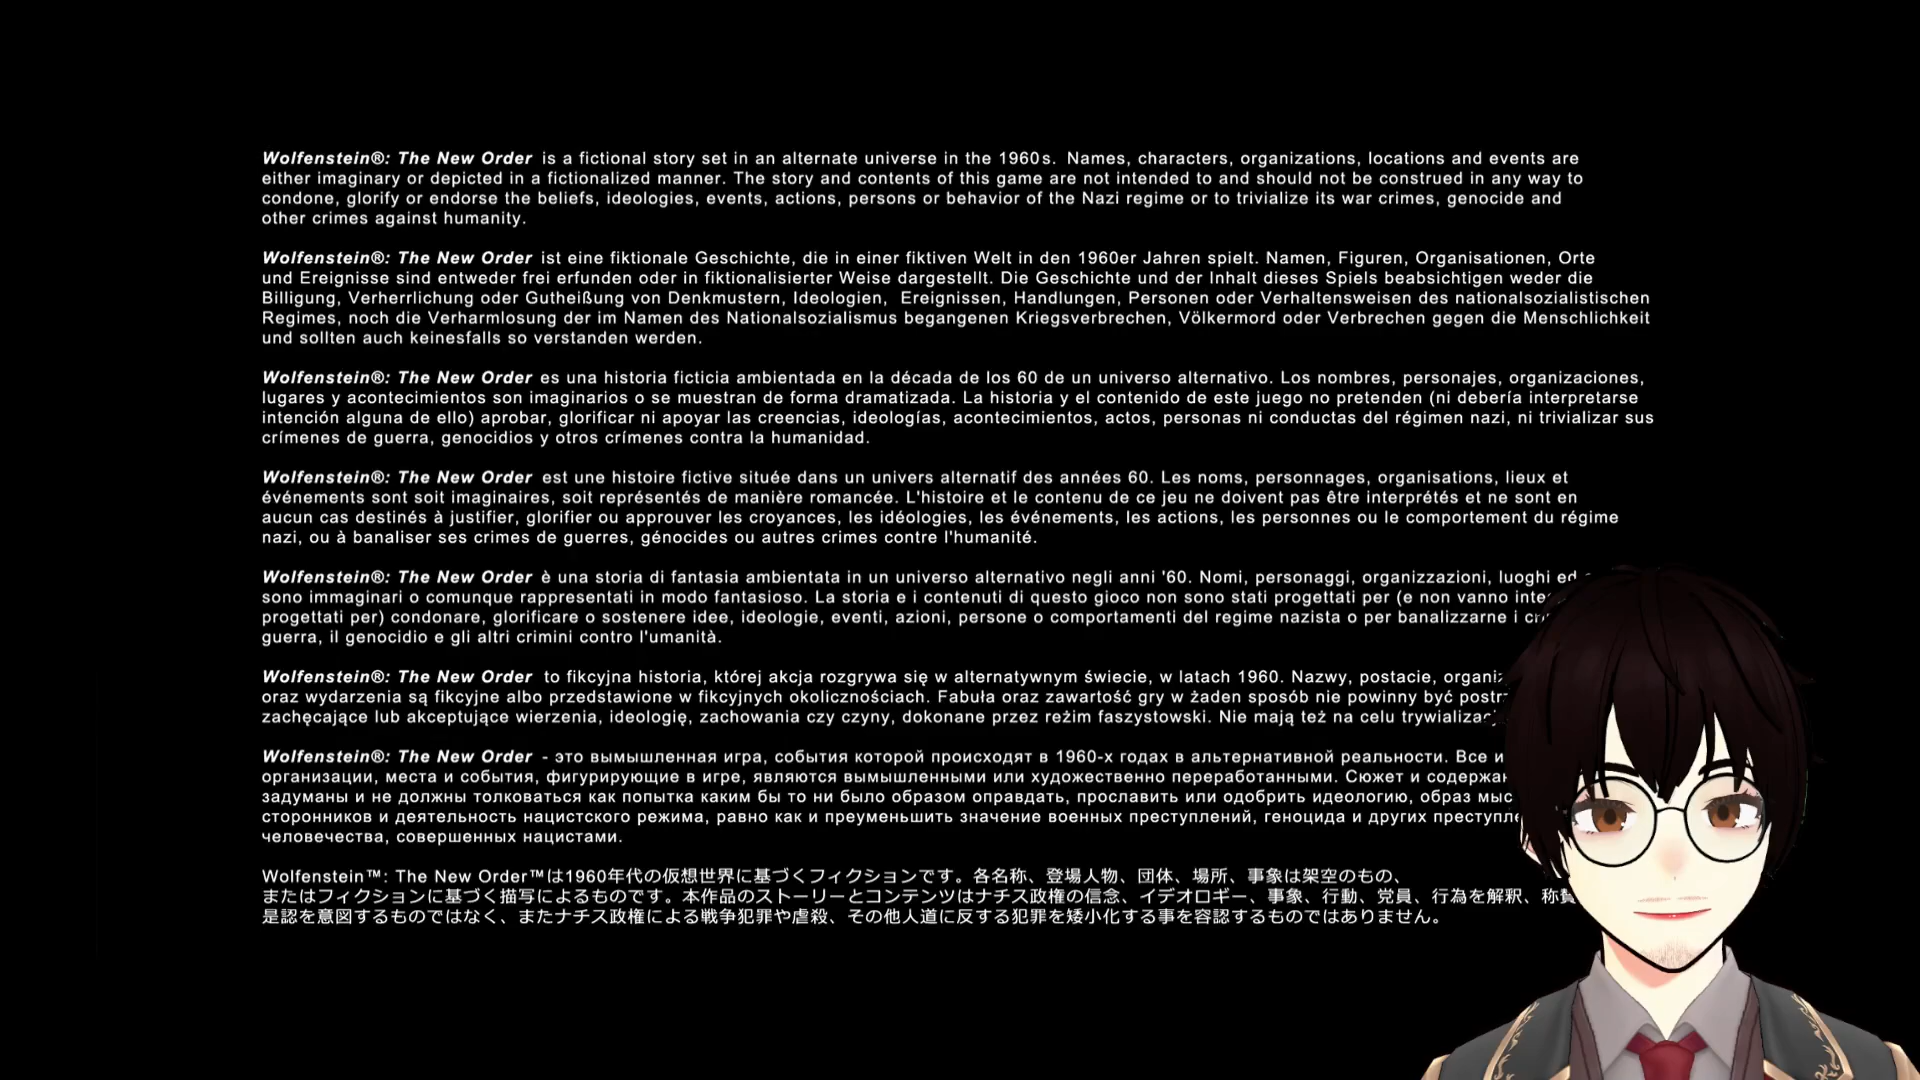 Wolfenstein®: The New Order is a fictional story set in an alternate universe in the 1960s. Names, characters, organizations, locations and events are
either imaginary or depicted in a fictionalized manner. The story and contents of this game are not intended to and should not be construed in any way to
condone, glorify or endorse the beliefs, ideologies, events, actions, persons or behavior of the Nazi regime or to trivialize its war crimes, genocide and
other crimes against humanity.
Wolfenstein®: The New Order ist eine fiktionale Geschichte, die in einer fiktiven Welt in den 1960er Jahren spielt. Namen, Figuren, Organisationen, Orte
und Ereignisse sind entweder frei erfunden oder in fiktionalisierter Weise dargestellt. Die Geschichte und der Inhalt dieses Spiels beabsichtigen weder die
Billigung, Verherrlichung oder Gutheißung von Denkmustern, Ideologien, Ereignissen, Handlungen, Personen oder Verhaltensweisen des nationalsozialistischen
Regimes, noch die Verharmlosung der im Namen des Nationalsozialismus begangenen Kriegsverbrechen, Völkermord oder Verbrechen gegen die Menschlichkeit
und sollten auch keinesfalls so verstanden werden.
Wolfenstein®: The New Order es una historia ficticia ambientada en la década de los 60 de un universo alternativo. Los nombres, personajes, organizaciones,
lugares y acontecimientos son imaginarios o se muestran de forma dramatizada. La historia y el contenido de este juego no pretenden (ni debería interpretarse
intención alguna de ello) aprobar, glorificar ni apoyar las creencias, ideologías, acontecimientos, actos, personas ni conductas del régimen nazi, ni trivializar sus
crímenes de guerra, genocidios y otros crímenes contra la humanidad.
Wolfenstein®: The New Order est une histoire fictive située dans un univers alternatif des années 60. Les noms, personnages, organisations, lieux et
événements sont soit imaginaires, soit représentés de manière romancée. L'histoire et le contenu de ce jeu ne doivent pas être interprétés et ne sont en
aucun cas destinés à justifier, glorifier ou approuver les croyances, les idéologies, les événements, les actions, les personnes ou le comportement du régime
nazi, ou à banaliser ses crimes de guerres, génocides ou autres crimes contre l'humanité.
Wolfenstein®: The New Order è una storia di fantasia ambientata in un universo alternativo negli anni '60. Nomi, personaggi, organizzazioni, luoghi ed
sono immaginari o comunque rappresentati in modo fantasioso. La storia e i contenuti di questo gioco non sono stati progettati per (e non vanno
progettati per) condonare, glorificare o sostenere idee, ideologie, eventi, azioni, persone o comportamenti del regime nazista o per banalizzarne i
guerra, il genocidio e gli altri crimini contro l'umanità.
Wolfenstein®: The New Order to fikcyjna historia, której akcja rozgrywa się w alternatywnym świecie, w latach 1960. Nazwy, postacie,
oraz wydarzenia są fikcyjne albo przedstawione w fikcyjnych okolicznościach. Fabuła oraz zawartość gry w żaden sposób nie powinny być
zachęcające lub akceptujące wierzenia, ideologię, zachowania czy czyny, dokonane przez reżim faszystowski. Nie mają też na celu
Wolfenstein®: The New Order - это вымышленная игра, события которой происходят в 1960-х годах в альтернативной реальности. Все
организации, места и события, фигурирующие в игре, являются вымышленными или художественно переработанными. Сюжет и
задуманы и не должны толковаться как попытка каким бы то ни было образом оправдать, прославить или одобрить идеологию, образ
сторонников и деятельность нацистского режима, равно как и преуменьшить значение военных преступлений, геноцида и других
человечества, совершенных нацистами.
Wolfenstein™: The New Order™は1960年代の仮想世界に基づくフィクションです。各名称、登場人物、団体、場所、事象は架空のもの、
またはフィクションに基づく描写によるものです。本作品のストーリーとコンテンツはナチス政権の信念、イデオロギー、事象、行動、党員、行為を解釈、称賛
是認を意図するものではなく、またナチス政権による戦争犯罪や虐殺、その他人道に反する犯罪を矮小化する事を容認するものではありません。